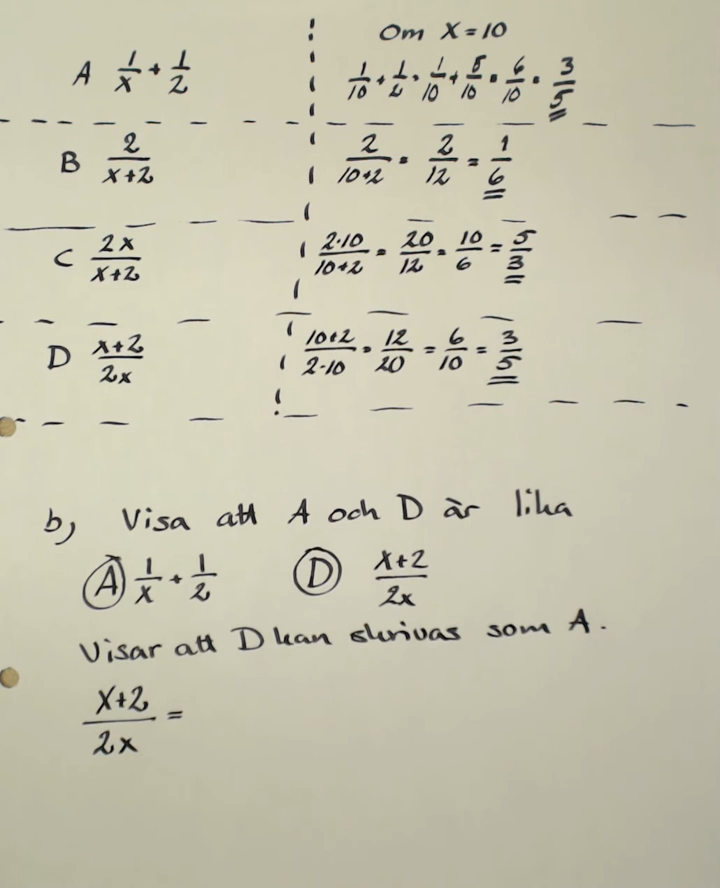 Om X=10
A 1/x + 1/2 1/10 + 1/2 = 1/10 + 5/10 = 6/10 = 3/5
B 2/(x+2) 2/(10+2) = 2/12 = 1/6
C 2x/(x+2) 2·10/(10+2) = 20/12 = 10/6 = 5/3
D (x+2)/2x (10+2)/(2·10) = 12/20 = 6/10 = 3/5
b) Visa att A och D är lika
A 1/x + 1/2 D (x+2)/2x
Visar att D kan skrivas som A.
(x+2)/2x =